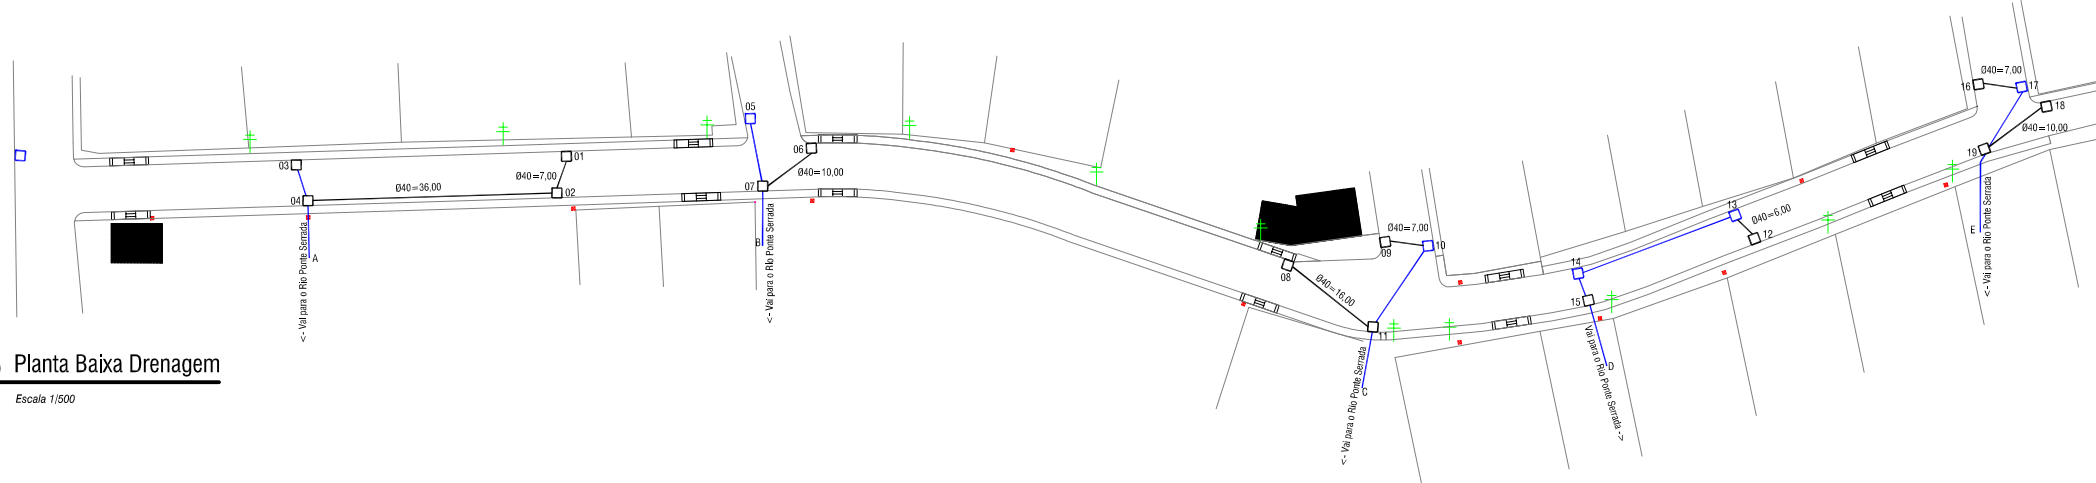 05
03
01
Ø40=7,00
Ø40=36,00
02
04
<- Vai para o Rio Ponte Serrada
A
06
Ø40=10,00
07
B
<- Vai para o Rio Ponte Serrada
08
Ø40=16,00
09
Ø40=7,00
10
11
<- Vai para o Rio Ponte Serrada
C
13
Ø40=6,00
12
14
15
Vai para o Rio Ponte Serrada ->
D
16
Ø40=7,00
17
18
Ø40=10,00
19
E
<- Vai para o Rio Ponte Serrada
Planta Baixa Drenagem
Escala 1/500